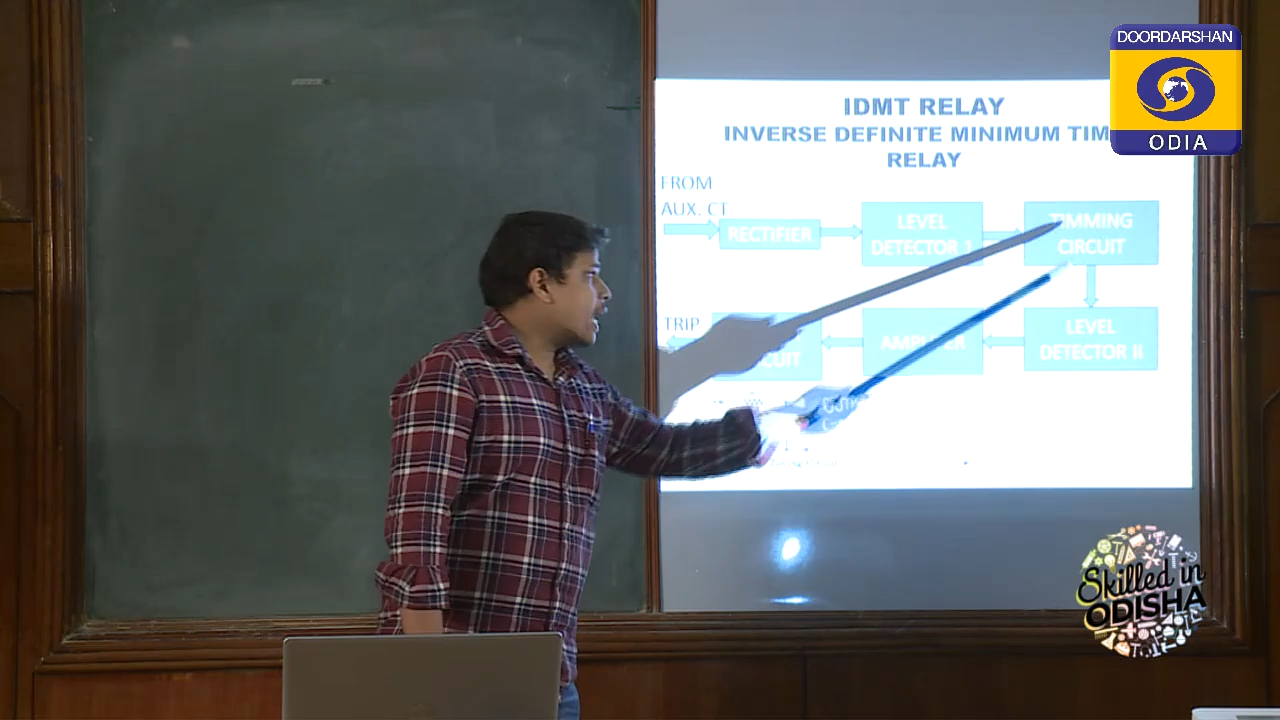 DOORDARSHAN
ODIA
IDMT RELAY
INVERSE DEFINITE MINIMUM TIM
RELAY
FROM
AUX. CT
RECTIFIER
LEVEL
DETECTOR 1
TIMMING
CIRCUIT
TRIP
AMPLIFIER
LEVEL
DETECTOR II
Skilled in
ODISHA